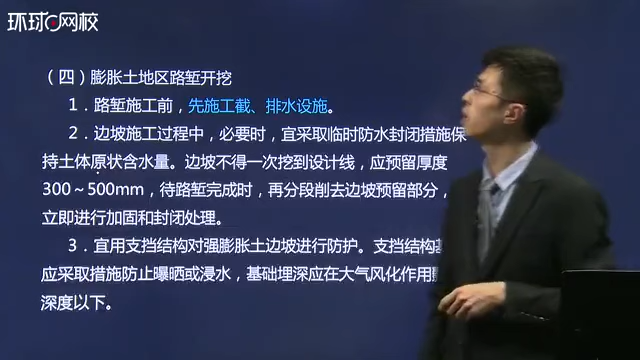 环球网校
（四）膨胀土地区路堑开挖
1．路堑施工前，先施工截、排水设施。
2．边坡施工过程中，必要时，宜采取临时防水封闭措施保
持土体原状含水量。边坡不得一次挖到设计线，应预留厚度
300～500mm，待路堑完成时，再分段削去边坡预留部分，
立即进行加固和封闭处理。
3．宜用支挡结构对强膨胀土边坡进行防护。支挡结构基
应采取措施防止曝晒或浸水，基础埋深应在大气风化作用
深度以下。